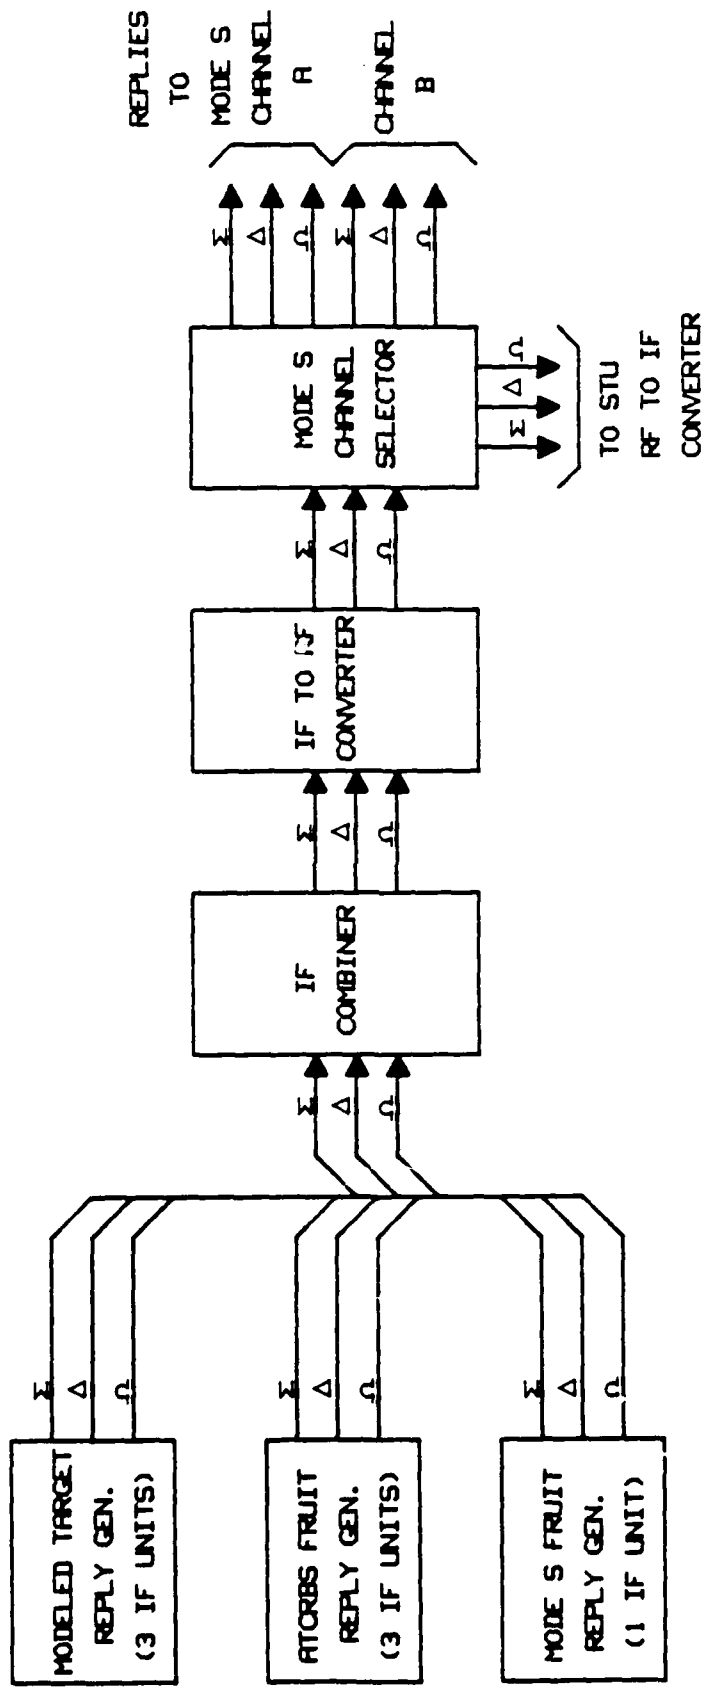 MODELED TARGET
REPLY GEN.
(3 IF UNITS)
Σ
Δ
Ω
ATCRBS FRUIT
REPLY GEN.
(3 IF UNITS)
Σ
Δ
Ω
MODE S FRUIT
REPLY GEN.
(1 IF UNIT)
Σ
Δ
Ω
Σ
Δ
Ω
IF
COMBINER
Σ
Δ
Ω
IF TO RF
CONVERTER
Σ
Δ
Ω
MODE S
CHANNEL
SELECTOR
Σ
Δ
Ω
Σ
Δ
Ω
REPLIES
TO
MODE S
CHANNEL
A
CHANNEL
B
Σ
Δ
Ω
TO STU
RF TO IF
CONVERTER